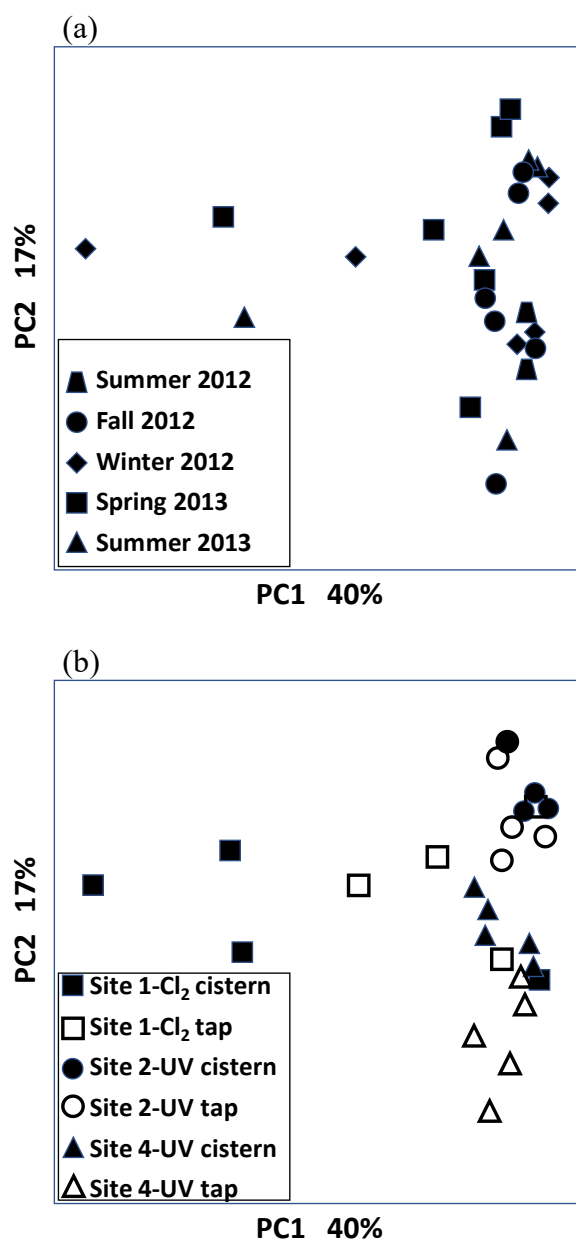 (a)
PC2 17%
Summer 2012
Fall 2012
Winter 2012
Spring 2013
Summer 2013
PC1 40%
(b)
PC2 17%
Site 1-Cl₂ cistern
Site 1-Cl₂ tap
Site 2-UV cistern
Site 2-UV tap
Site 4-UV cistern
Site 4-UV tap
PC1 40%